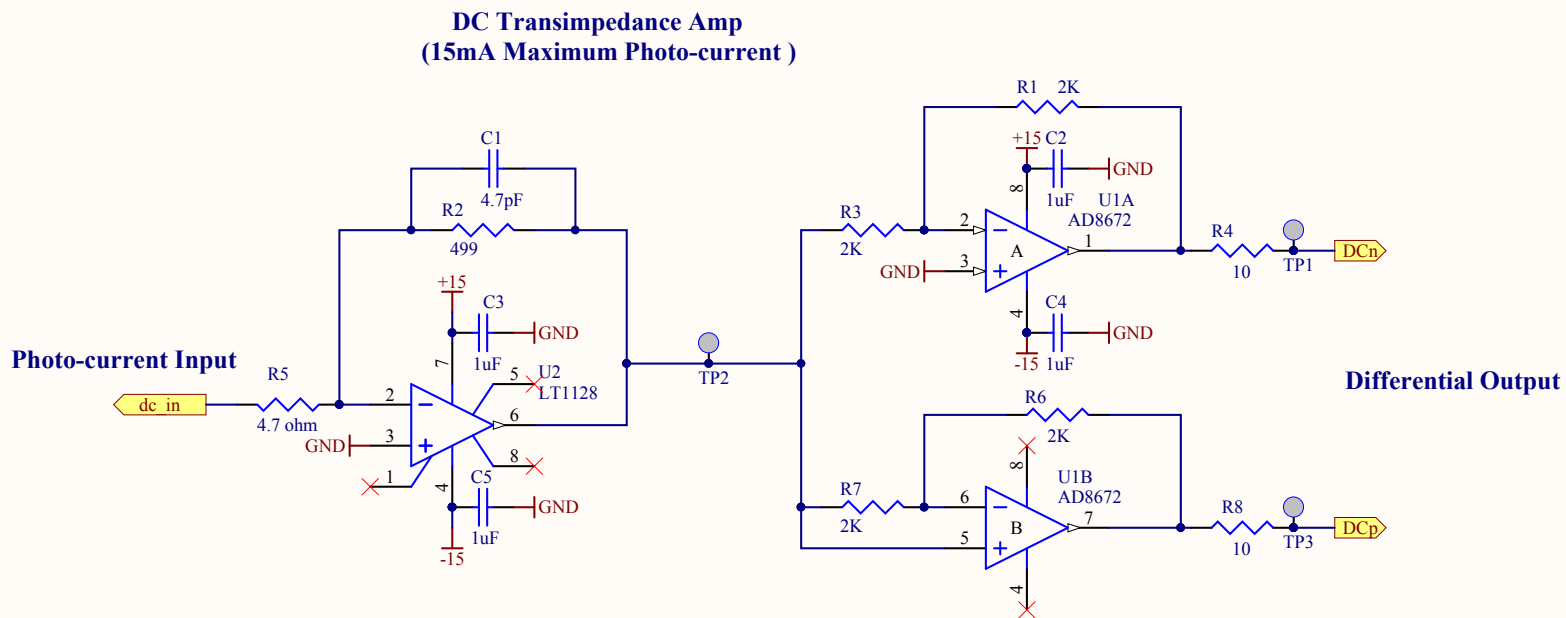 DC Transimpedance Amp
(15mA Maximum Photo-current )
R1 2K
C1
4.7pF
R2
499
+15
C2
GND
1uF
8
U1A
AD8672
R3
2K
2
3
GND
A
1
R4
10
TP1
DCn
4
C4
GND
1uF
-15
+15
C3
GND
1uF
7
U2
LT1128
5
TP2
Photo-current Input
dc_in
R5
4.7 ohm
2
3
GND
6
8
1
4
C5
GND
1uF
-15
Differential Output
R6
2K
8
U1B
AD8672
R7
2K
6
5
B
7
R8
10
TP3
DCp
4